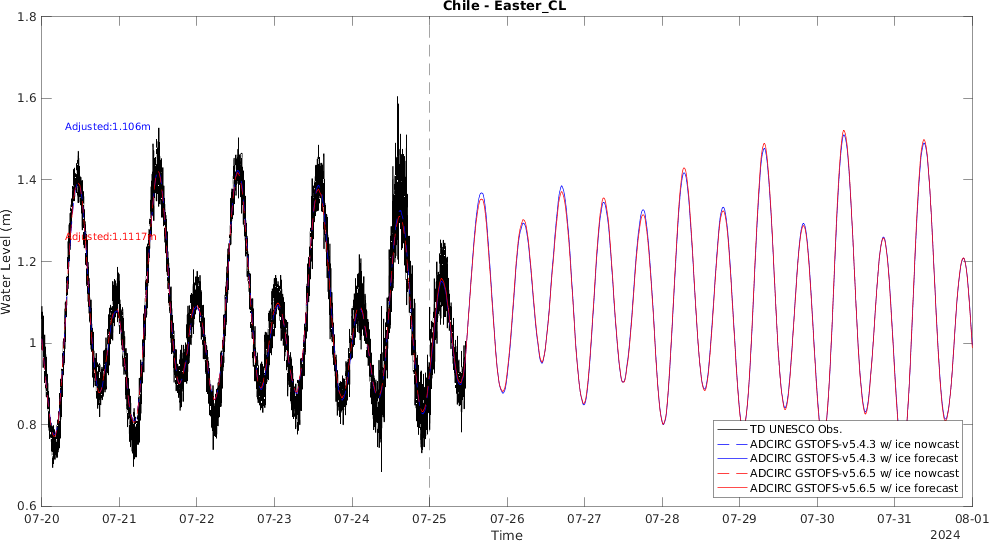 Chile - Easter_CL
1.8
1.6
1.4
1.2
1
0.8
0.6
Water Level (m)
Adjusted:1.106m
Adjusted:1.1117m
TD UNESCO Obs.
ADCIRC GSTOFS-v5.4.3 w/ ice nowcast
ADCIRC GSTOFS-v5.4.3 w/ ice forecast
ADCIRC GSTOFS-v5.6.5 w/ ice nowcast
ADCIRC GSTOFS-v5.6.5 w/ ice forecast
07-20 07-21 07-22 07-23 07-24 07-25 07-26 07-27 07-28 07-29 07-30 07-31 08-01
Time
2024